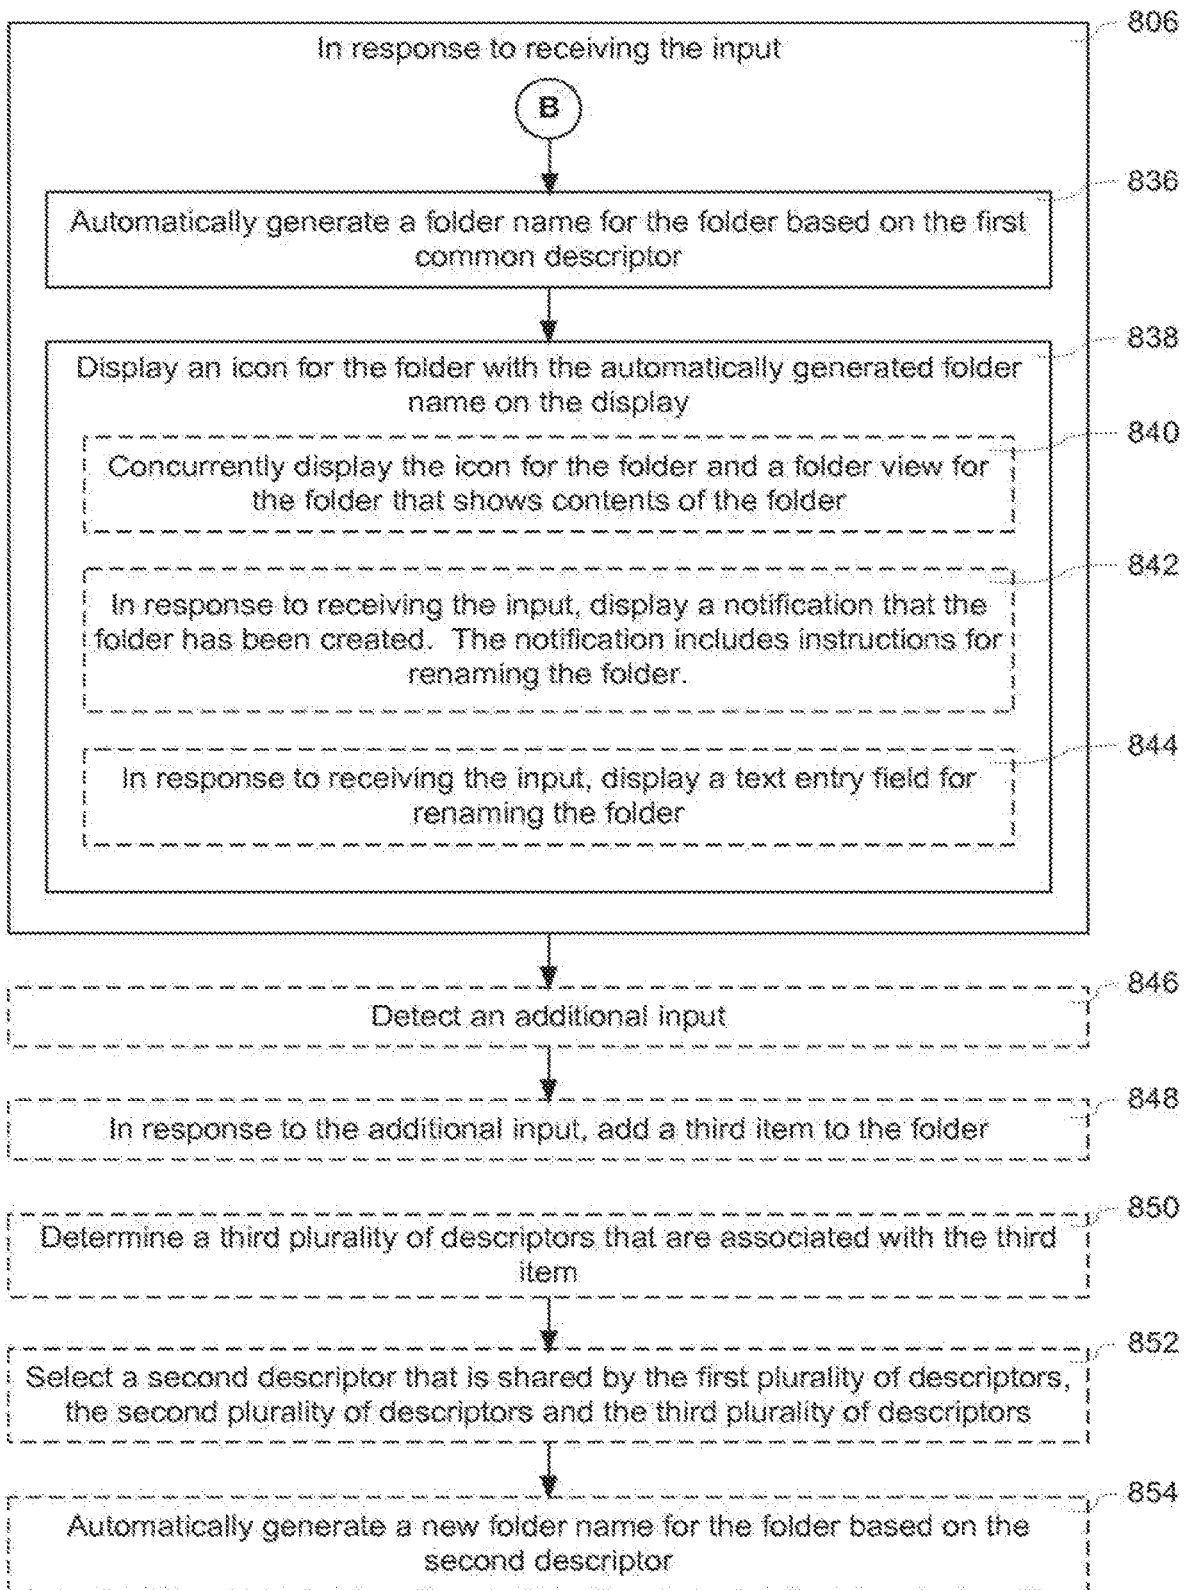 806
In response to receiving the input
B
836
Automatically generate a folder name for the folder based on the first
common descriptor
838
Display an icon for the folder with the automatically generated folder
name on the display
840
Concurrently display the icon for the folder and a folder view for
the folder that shows contents of the folder
842
In response to receiving the input, display a notification that the
folder has been created. The notification includes instructions for
renaming the folder.
844
In response to receiving the input, display a text entry field for
renaming the folder
846
Detect an additional input
848
In response to the additional input, add a third item to the folder
850
Determine a third plurality of descriptors that are associated with the third
item
852
Select a second descriptor that is shared by the first plurality of descriptors,
the second plurality of descriptors and the third plurality of descriptors
854
Automatically generate a new folder name for the folder based on the
second descriptor